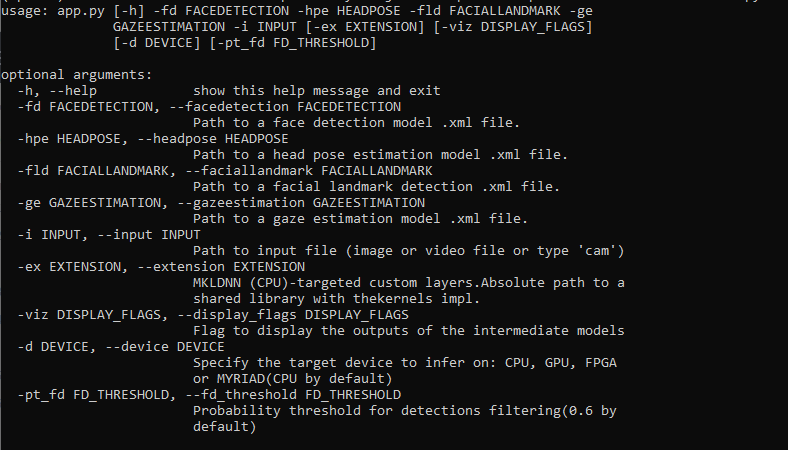 usage: app.py [-h] -fd FACEDETECTION -hpe HEADPOSE -fld FACIALLANDMARK -ge
GAZEESTIMATION -i INPUT [-ex EXTENSION] [-viz DISPLAY_FLAGS]
[-d DEVICE] [-pt_fd FD_THRESHOLD]
optional arguments:
-h, --help show this help message and exit
-fd FACEDETECTION, --facedetection FACEDETECTION
Path to a face detection model .xml file.
-hpe HEADPOSE, --headpose HEADPOSE
Path to a head pose estimation model .xml file.
-fld FACIALLANDMARK, --faciallandmark FACIALLANDMARK
Path to a facial landmark detection .xml file.
-ge GAZEESTIMATION, --gazeestimation GAZEESTIMATION
Path to a gaze estimation model .xml file.
-i INPUT, --input INPUT
Path to input file (image or video file or type 'cam')
-ex EXTENSION, --extension EXTENSION
MKLDNN (CPU)-targeted custom layers.Absolute path to a
shared library with thekernels impl.
-viz DISPLAY_FLAGS, --display_flags DISPLAY_FLAGS
Flag to display the outputs of the intermediate models
-d DEVICE, --device DEVICE
Specify the target device to infer on: CPU, GPU, FPGA
or MYRIAD(CPU by default)
-pt_fd FD_THRESHOLD, --fd_threshold FD_THRESHOLD
Probability threshold for detections filtering(0.6 by
default)